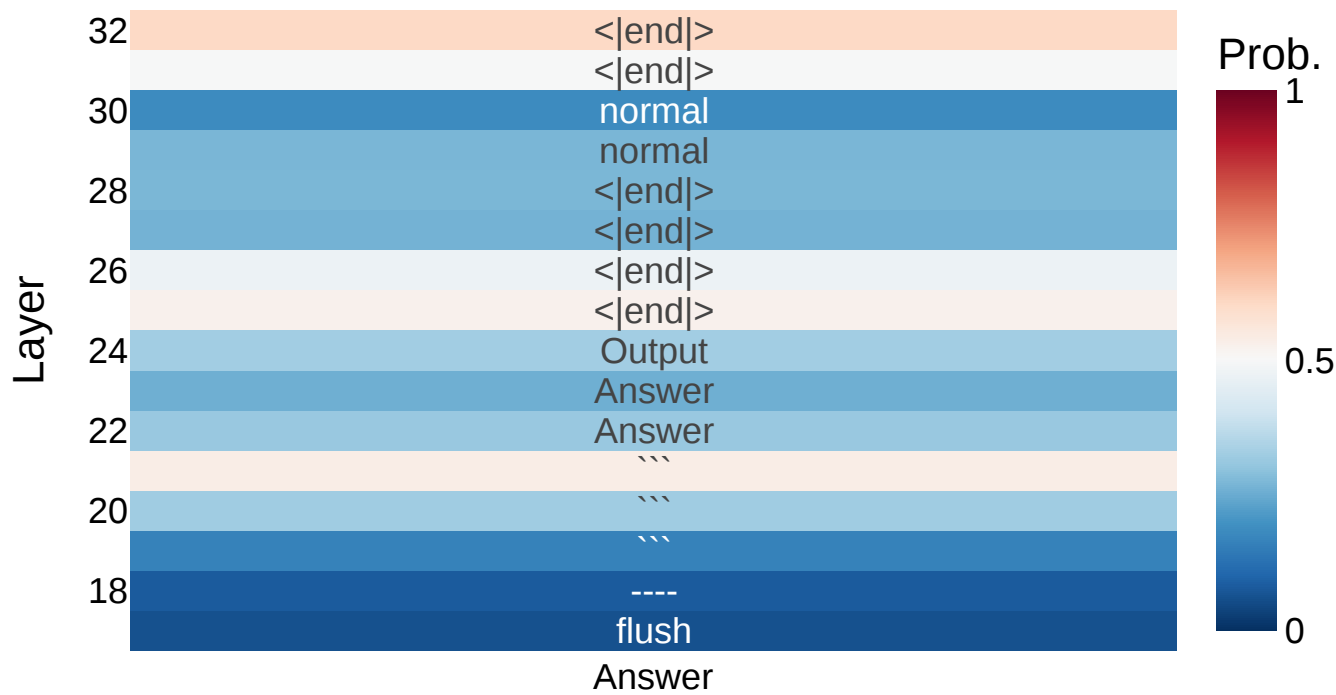 32 <|end|>
<|end|>
Prob.
1
30 normal
normal
28 <|end|>
<|end|>
26 <|end|>
Layer
<|end|>
24 Output
0.5
Answer
22 Answer
```
20 ```
```
18 ----
flush
0
Answer